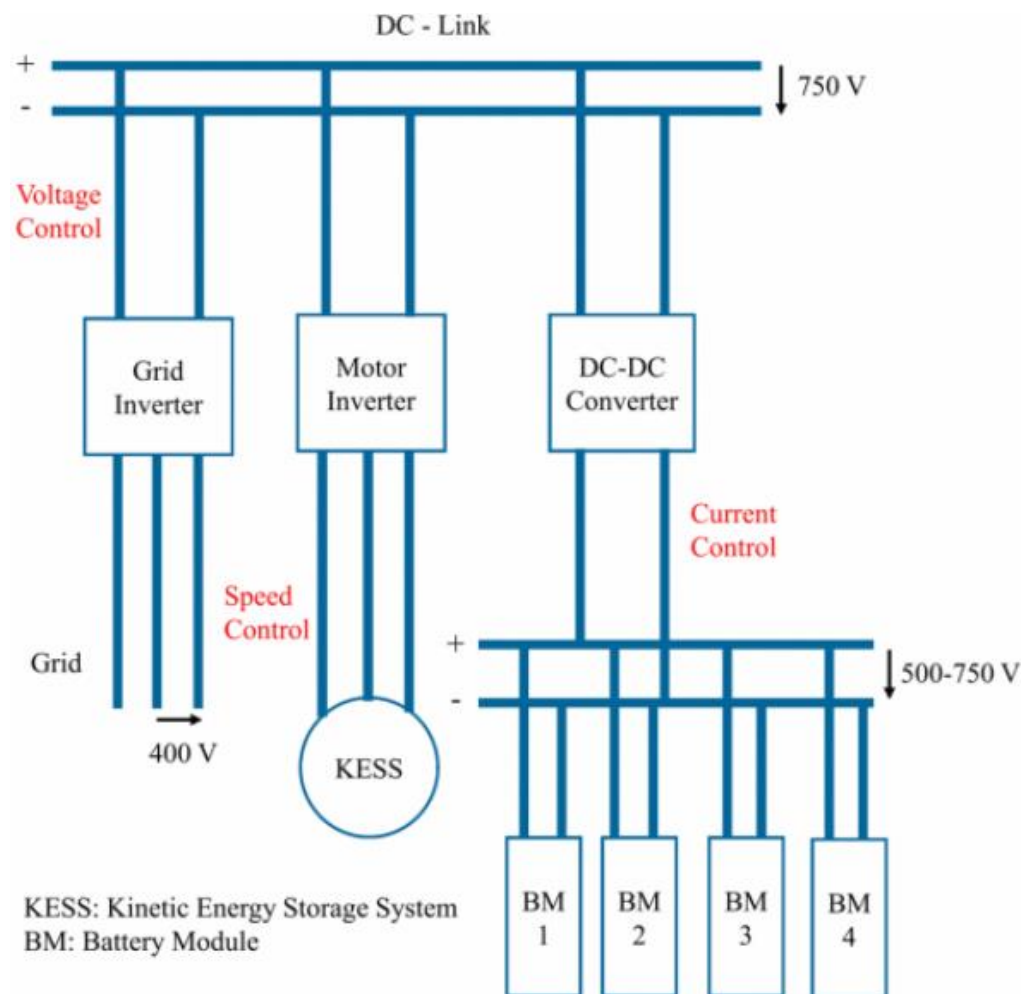 DC - Link
+
-
750 V
Voltage
Control
Grid
Inverter
Motor
Inverter
DC-DC
Converter
Current
Control
Speed
Control
Grid
400 V
KESS
+
-
500-750 V
BM
1
BM
2
BM
3
BM
4
KESS: Kinetic Energy Storage System
BM: Battery Module